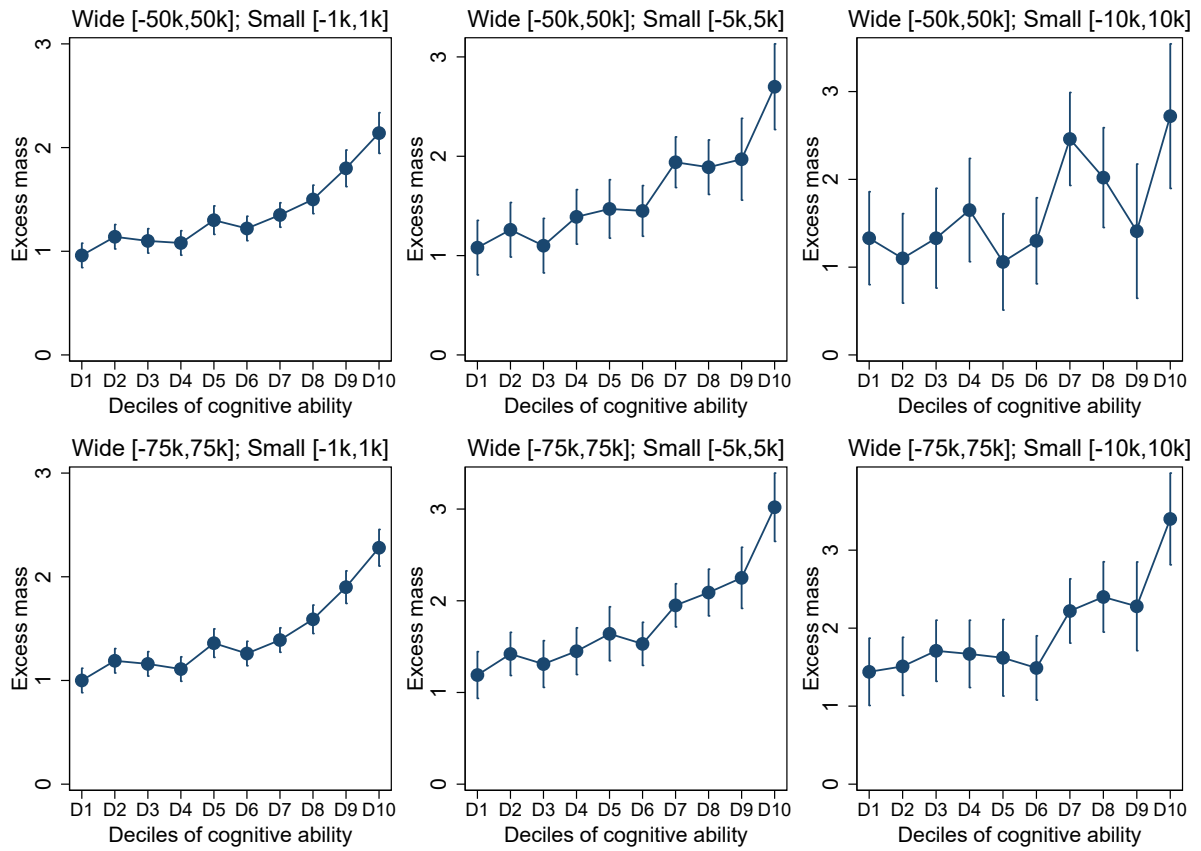 Wide [-50k,50k]; Small [-1k,1k]
Excess mass
3
2
1
0
D1 D2 D3 D4 D5 D6 D7 D8 D9 D10
Deciles of cognitive ability
Wide [-50k,50k]; Small [-5k,5k]
Excess mass
3
2
1
0
D1 D2 D3 D4 D5 D6 D7 D8 D9 D10
Deciles of cognitive ability
Wide [-50k,50k]; Small [-10k,10k]
Excess mass
3
2
1
0
D1 D2 D3 D4 D5 D6 D7 D8 D9 D10
Deciles of cognitive ability
Wide [-75k,75k]; Small [-1k,1k]
Excess mass
3
2
1
0
D1 D2 D3 D4 D5 D6 D7 D8 D9 D10
Deciles of cognitive ability
Wide [-75k,75k]; Small [-5k,5k]
Excess mass
3
2
1
0
D1 D2 D3 D4 D5 D6 D7 D8 D9 D10
Deciles of cognitive ability
Wide [-75k,75k]; Small [-10k,10k]
Excess mass
3
2
1
0
D1 D2 D3 D4 D5 D6 D7 D8 D9 D10
Deciles of cognitive ability